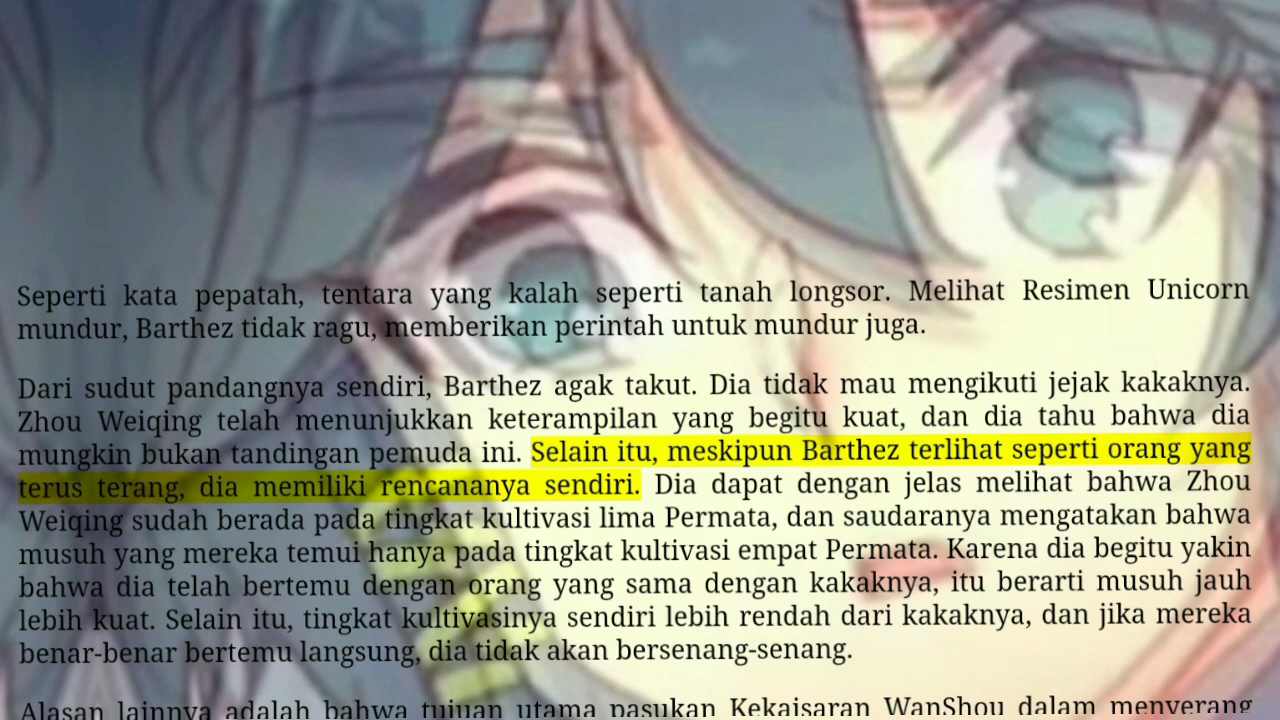 Seperti kata pepatah, tentara yang kalah seperti tanah longsor. Melihat Resimen Unicorn
mundur, Barthez tidak ragu, memberikan perintah untuk mundur juga.
Dari sudut pandangnya sendiri, Barthez agak takut. Dia tidak mau mengikuti jejak kakaknya.
Zhou Weiqing telah menunjukkan keterampilan yang begitu kuat, dan dia tahu bahwa dia
mungkin bukan tandingan pemuda ini. Selain itu, meskipun Barthez terlihat seperti orang yang
terus terang, dia memiliki rencananya sendiri. Dia dapat dengan jelas melihat bahwa Zhou
Weiqing sudah berada pada tingkat kultivasi lima Permata, dan saudaranya mengatakan bahwa
musuh yang mereka temui hanya pada tingkat kultivasi empat Permata. Karena dia begitu yakin
bahwa dia telah bertemu dengan orang yang sama dengan kakaknya, itu berarti musuh jauh
lebih kuat. Selain itu, tingkat kultivasinya sendiri lebih rendah dari kakaknya, dan jika mereka
benar-benar bertemu langsung, dia tidak akan bersenang-senang.
Alasan lainnya adalah bahwa tujuan utama pasukan Kekaisaran WanShou dalam menyerang